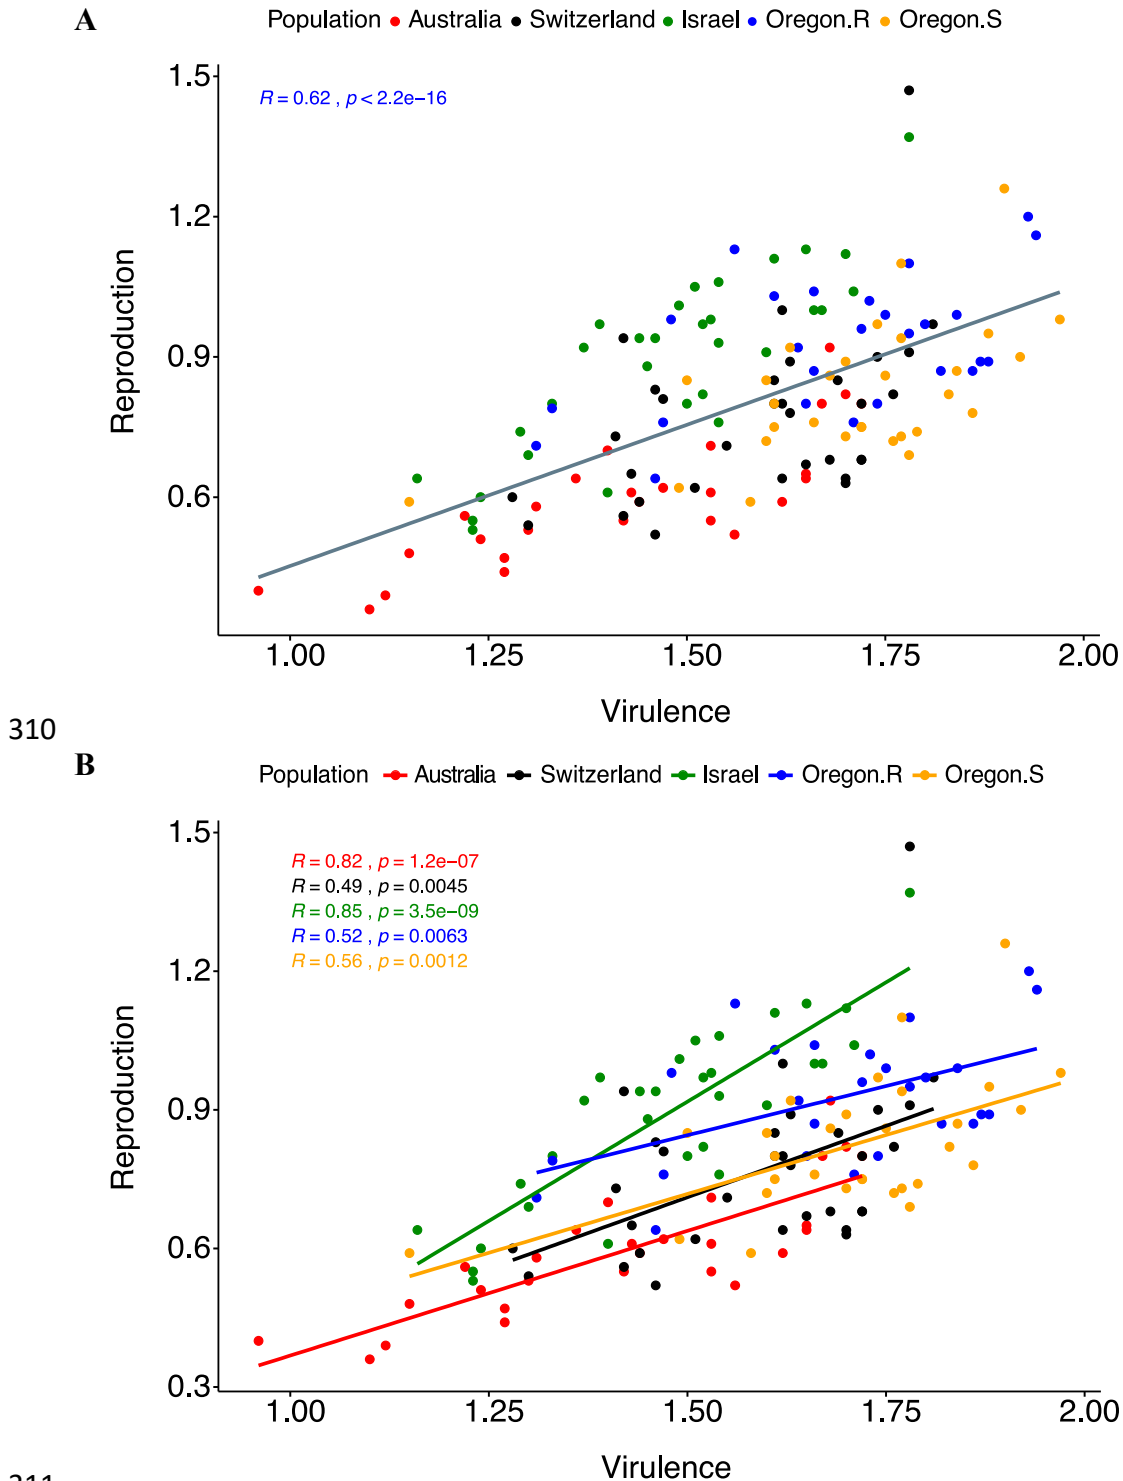 A
Population Australia Switzerland Israel Oregon.R Oregon.S
R = 0.62 , p < 2.2e−16
1.5
1.2
0.9
0.6
Reproduction
1.00 1.25 1.50 1.75 2.00
Virulence
310
B
Population Australia Switzerland Israel Oregon.R Oregon.S
R = 0.82 , p = 1.2e−07
R = 0.49 , p = 0.0045
R = 0.85 , p = 3.5e−09
R = 0.52 , p = 0.0063
R = 0.56 , p = 0.0012
1.5
1.2
0.9
0.6
0.3
Reproduction
1.00 1.25 1.50 1.75 2.00
Virulence